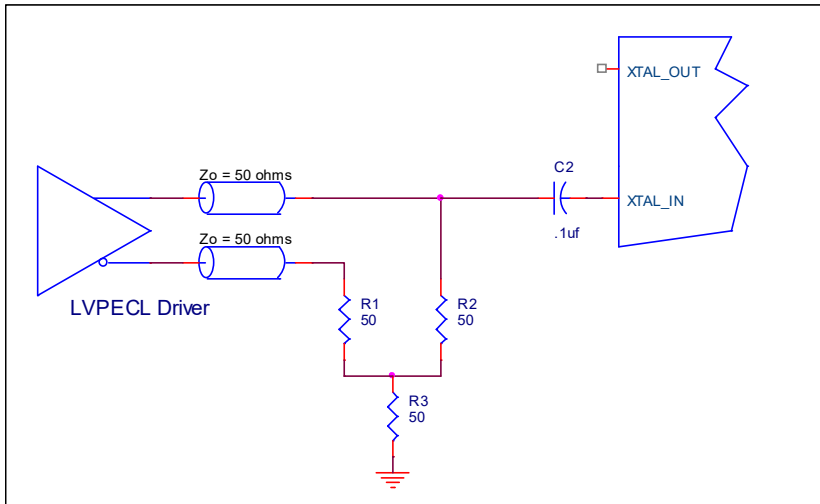 XTAL_OUT
Zo = 50 ohms
C2
XTAL_IN
.1uf
Zo = 50 ohms
LVPECL Driver
R1
50
R2
50
R3
50